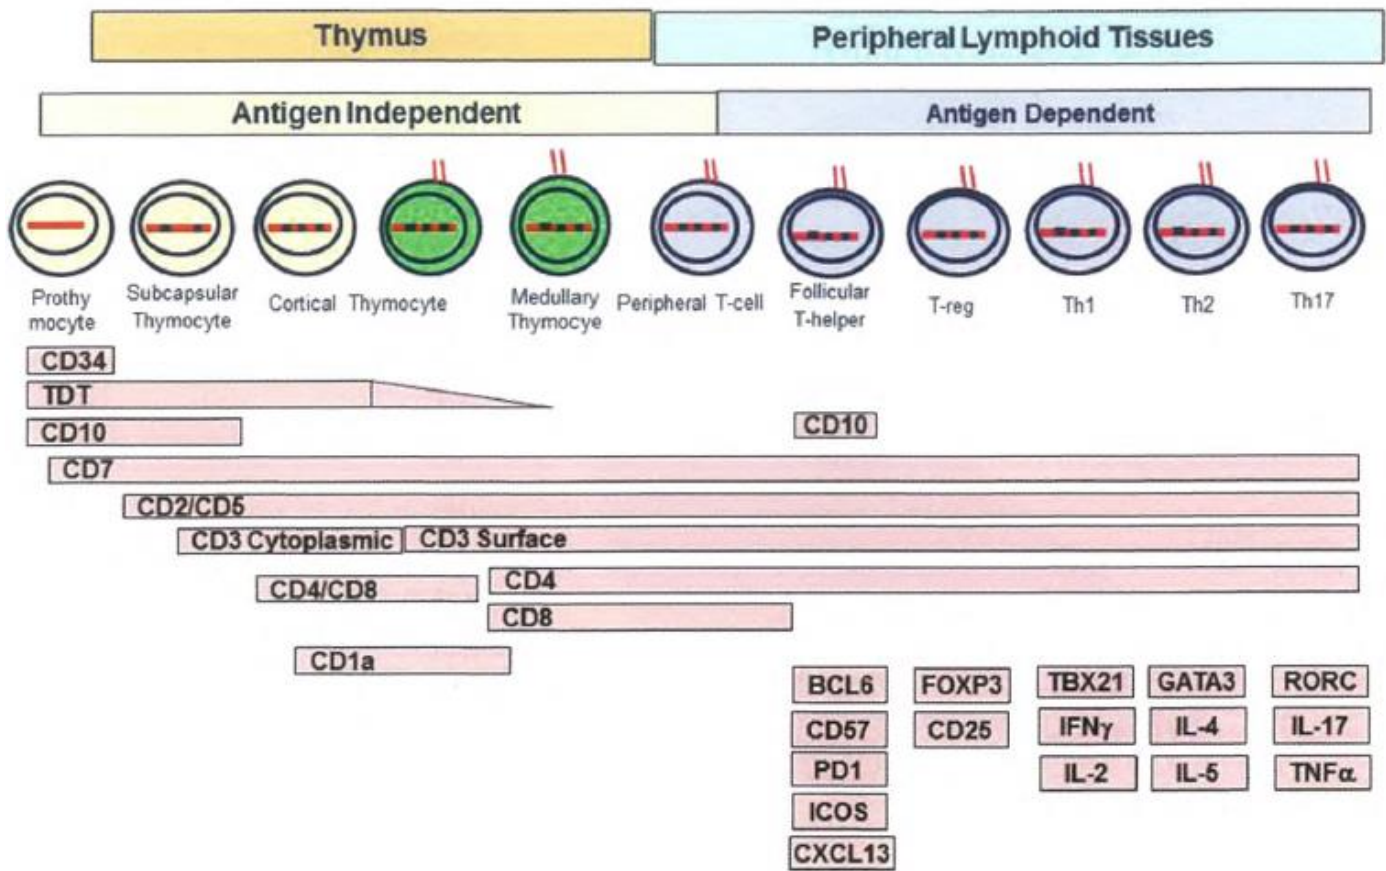 Thymus
Peripheral Lymphoid Tissues
Antigen Independent
Antigen Dependent
Prothy
mocyte
Subcapsular
Thymocyte
Cortical Thymocyte
Medullary
Thymocye
Peripheral T-cell
Follicular
T-helper
T-reg
Th1
Th2
Th17
CD34
TDT
CD10
CD10
CD7
CD2/CD5
CD3 Cytoplasmic
CD3 Surface
CD4/CD8
CD4
CD8
CD1a
BCL6
FOXP3
TBX21
GATA3
RORC
CD57
CD25
IFNγ
IL-4
IL-17
PD1
IL-2
IL-5
TNFα
ICOS
CXCL13